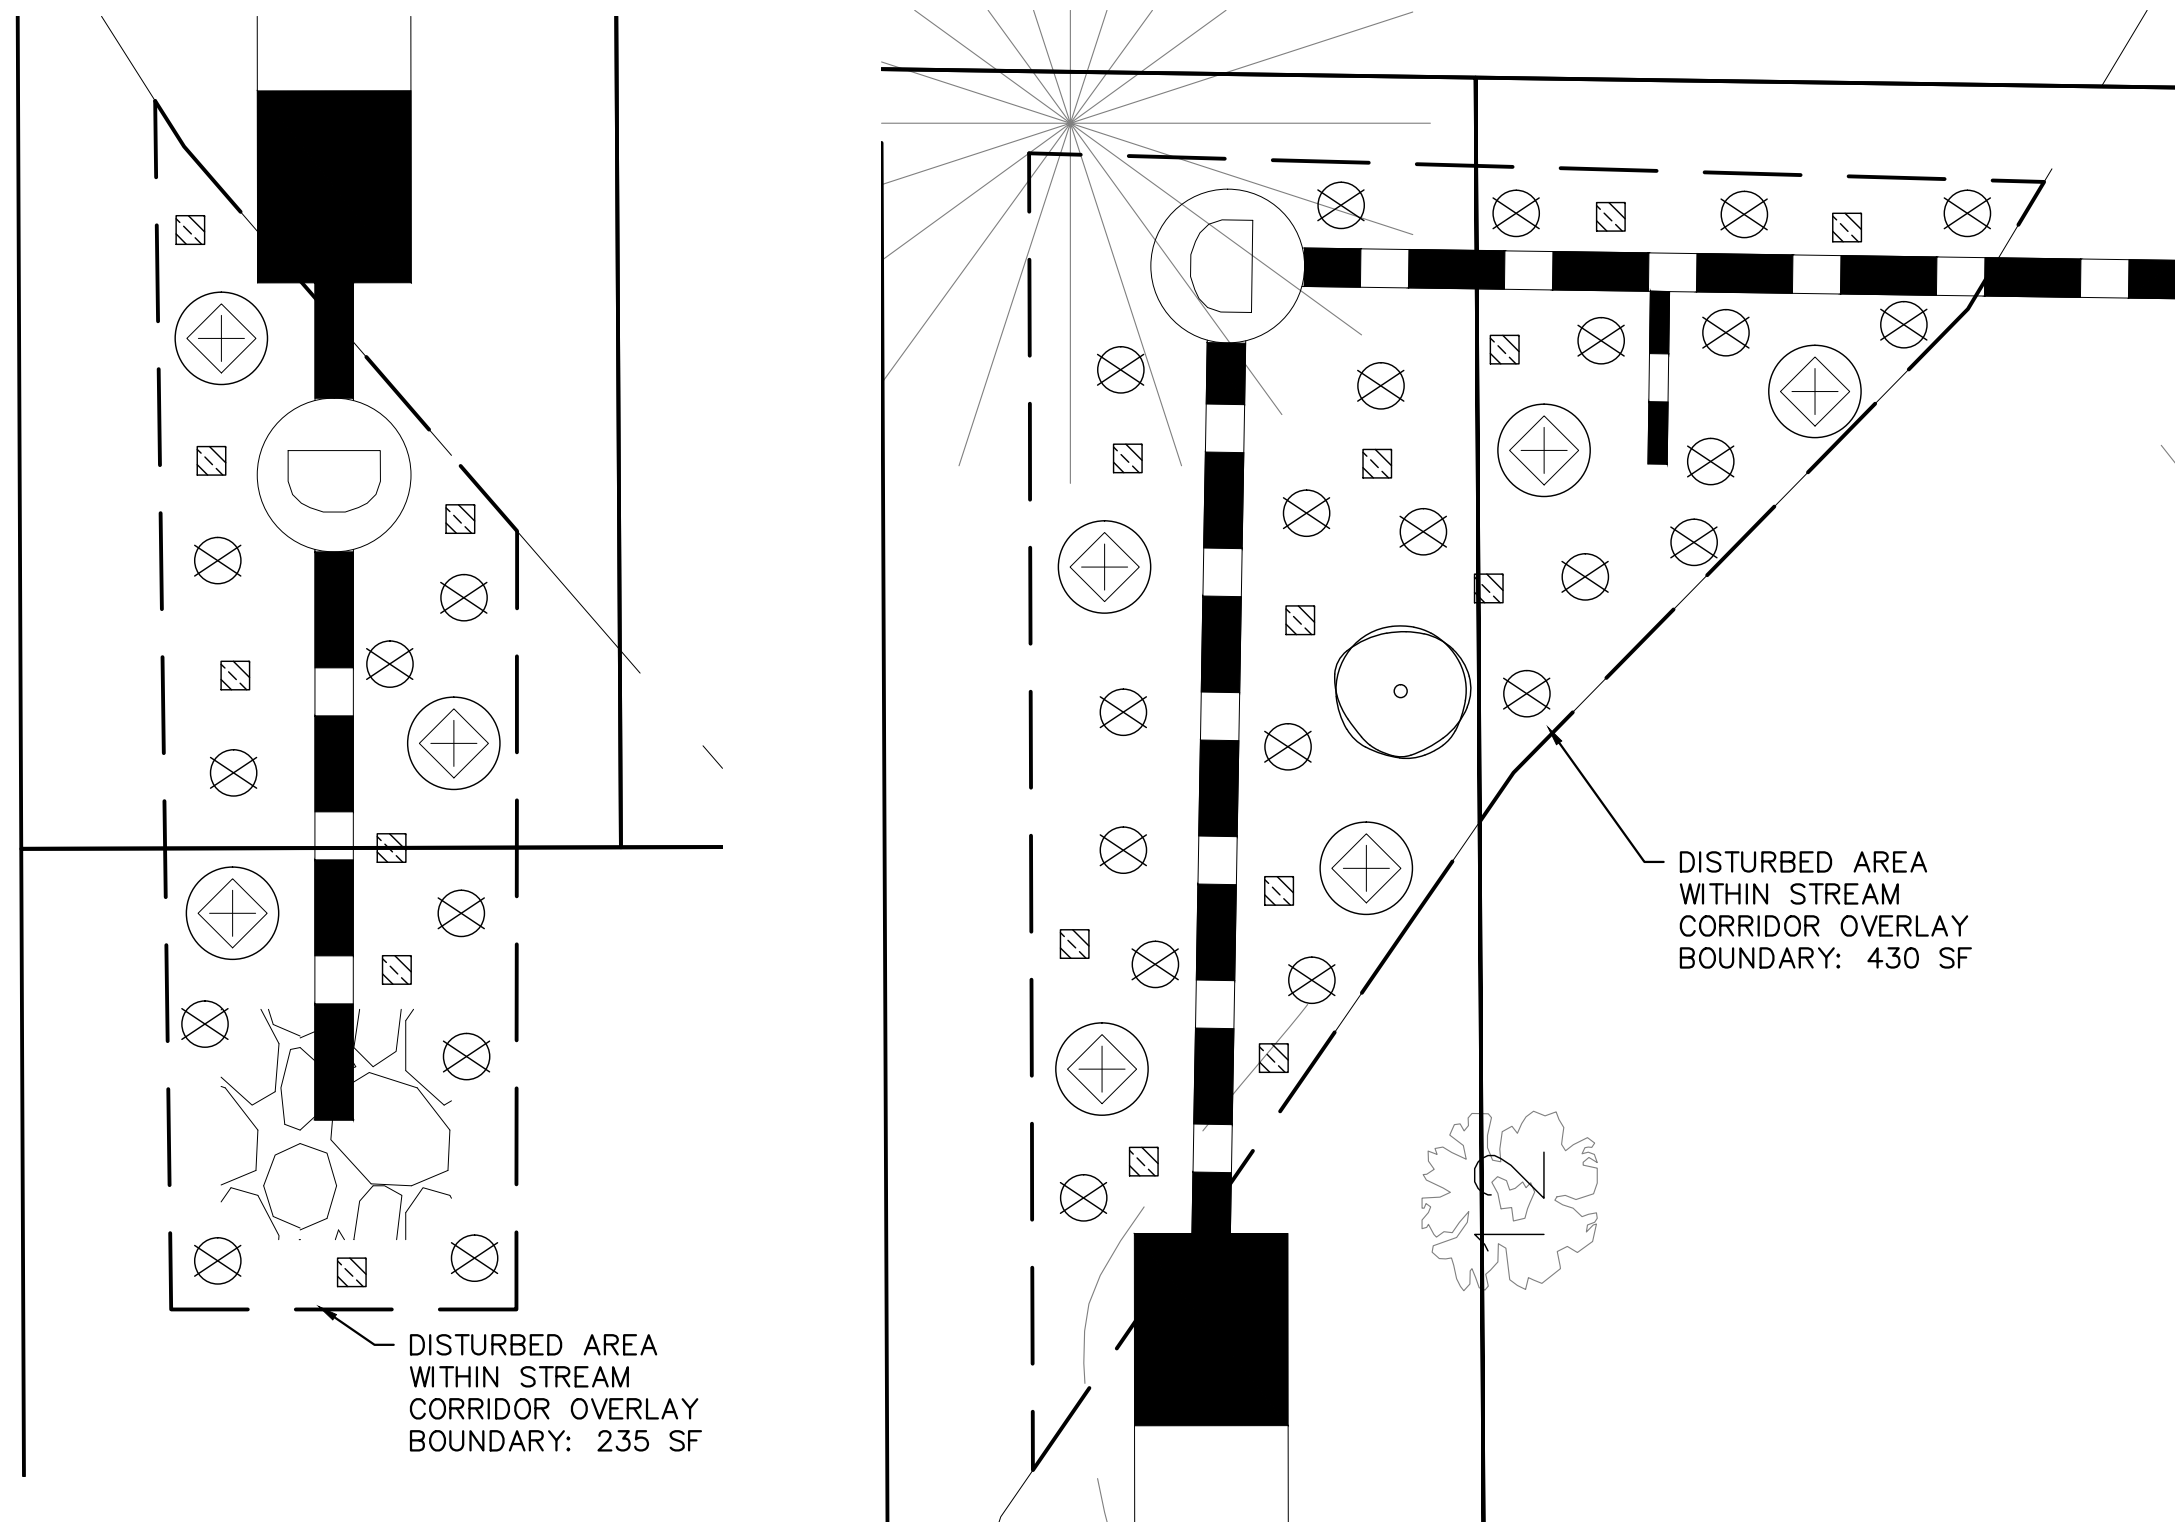 DISTURBED AREA
WITHIN STREAM
CORRIDOR OVERLAY
BOUNDARY: 235 SF
DISTURBED AREA
WITHIN STREAM
CORRIDOR OVERLAY
BOUNDARY: 430 SF